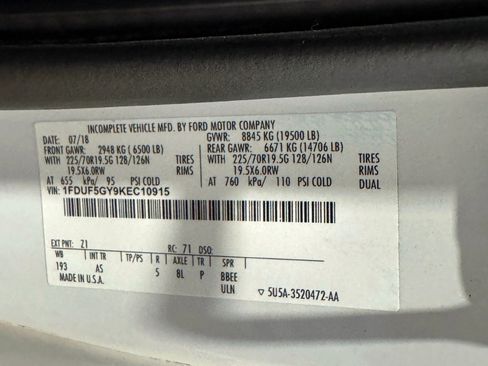 INCOMPLETE VEHICLE MFD. BY FORD MOTOR COMPANY
DATE: 07/18 GVWR: 8845 KG (19500 LB)
FRONT GAWR: 2948 KG ( 6500 LB) REAR GAWR: 6671 KG (14706 LB)
WITH 225/70R19.5G 128/126N TIRES WITH 225/70R19.5G 128/126N TIRES
19.5X6.0RW RIMS 19.5X6.0RW RIMS
AT 655 kPa/ 95 PSI AT 760 kPa/ 110 PSI DUAL
VIN: 1FDUF5GY9KEC10915
EXT PNT: Z1 RC: 71 DSO:
WB INT TR TP/PS R AXLE TR SPR
193 AS 5 8L P BBEE
MADE IN U.S.A. ULN ▽ 5U5A-3520472-AA